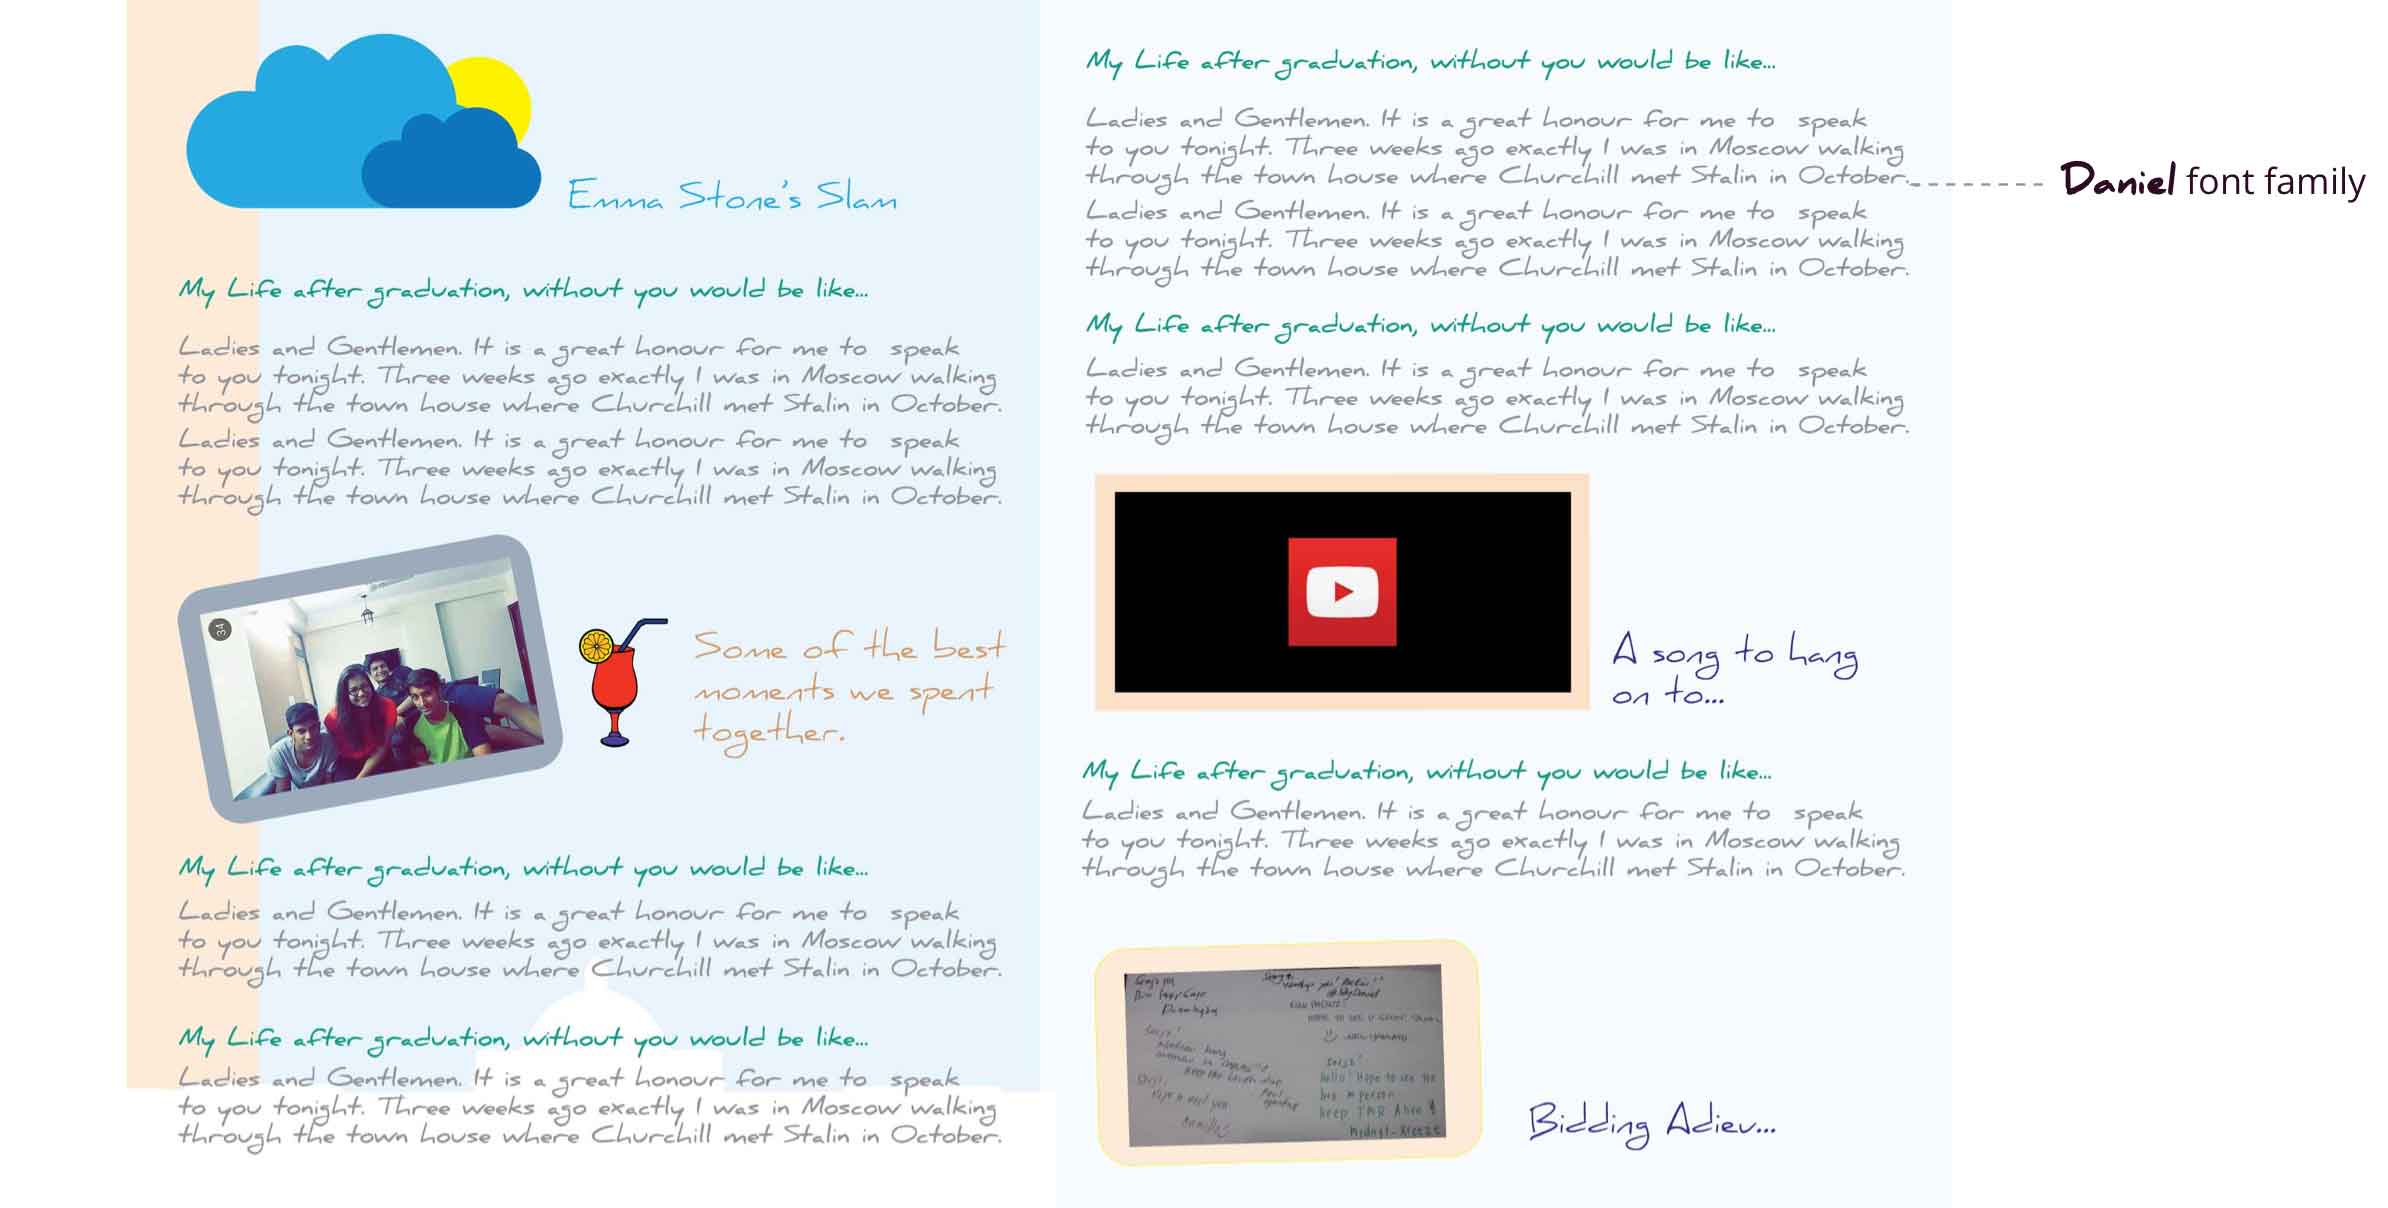 Emma Stone's Slam
My Life after graduation, without you would be like...
Ladies and Gentlemen. It is a great honour for me to speak
to you tonight. Three weeks ago exactly I was in Moscow walking
through the town house where Churchill met Stalin in October.
Ladies and Gentlemen. It is a great honour for me to speak
to you tonight. Three weeks ago exactly I was in Moscow walking
through the town house where Churchill met Stalin in October.
34
Some of the best
moments we spent
together.
My Life after graduation, without you would be like...
Ladies and Gentlemen. It is a great honour for me to speak
to you tonight. Three weeks ago exactly I was in Moscow walking
through the town house where Churchill met Stalin in October.
My Life after graduation, without you would be like...
Ladies and Gentlemen. It is a great honour for me to speak
to you tonight. Three weeks ago exactly I was in Moscow walking
through the town house where Churchill met Stalin in October.
My Life after graduation, without you would be like...
Ladies and Gentlemen. It is a great honour for me to speak
to you tonight. Three weeks ago exactly I was in Moscow walking
through the town house where Churchill met Stalin in October.
Ladies and Gentlemen. It is a great honour for me to speak
to you tonight. Three weeks ago exactly I was in Moscow walking
through the town house where Churchill met Stalin in October.
My Life after graduation, without you would be like...
Ladies and Gentlemen. It is a great honour for me to speak
to you tonight. Three weeks ago exactly I was in Moscow walking
through the town house where Churchill met Stalin in October.
A song to hang
on to...
My Life after graduation, without you would be like...
Ladies and Gentlemen. It is a great honour for me to speak
to you tonight. Three weeks ago exactly I was in Moscow walking
through the town house where Churchill met Stalin in October.
hello! Hope to see you
in person
keep Alive
Bidding Adieu...
Daniel font family